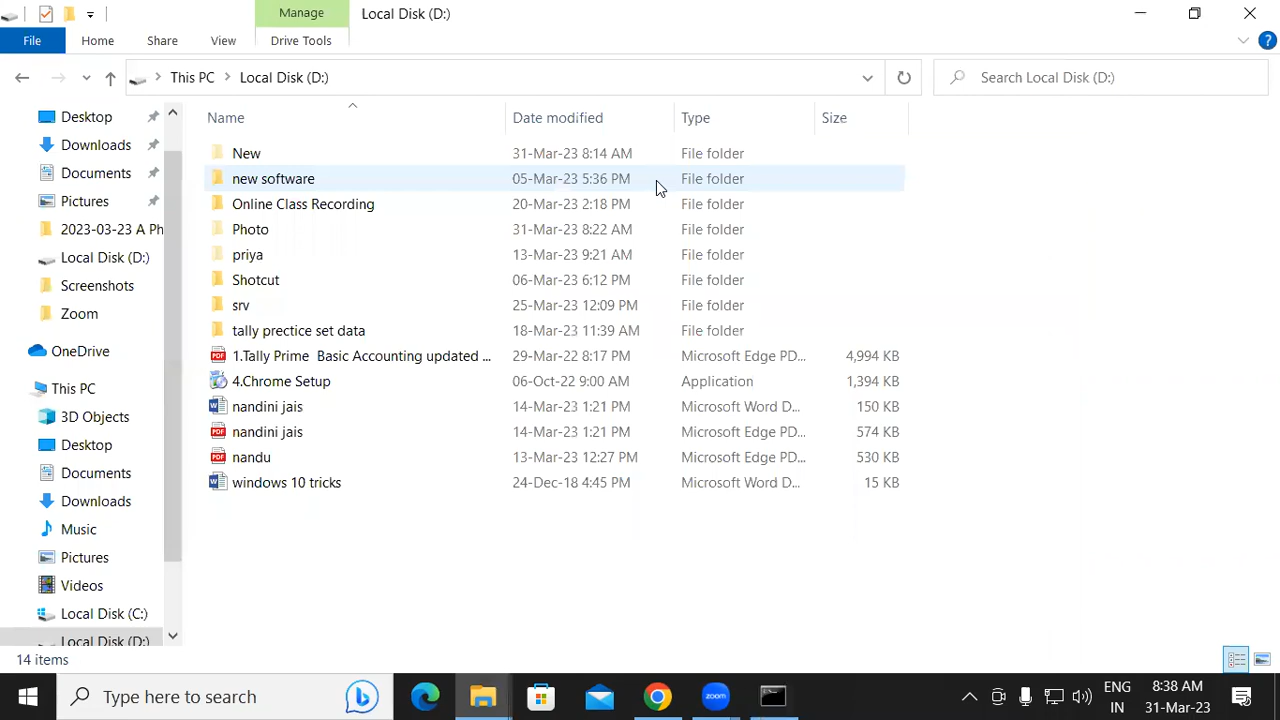 Manage
Local Disk (D:)
File
Home
Share
View
Drive Tools
?
This PC
Local Disk (D:)
Search Local Disk (D:)
Desktop
Downloads
Documents
Pictures
2023-03-23 A Ph
Local Disk (D:)
Screenshots
Zoom
OneDrive
This PC
3D Objects
Desktop
Documents
Downloads
Music
Pictures
Videos
Local Disk (C:)
Local Disk (D:)
Name Date modified Type Size
New 31-Mar-23 8:14 AM File folder
new software 05-Mar-23 5:36 PM File folder
Online Class Recording 20-Mar-23 2:18 PM File folder
Photo 31-Mar-23 8:22 AM File folder
priya 13-Mar-23 9:21 AM File folder
Shotcut 06-Mar-23 6:12 PM File folder
srv 25-Mar-23 12:09 PM File folder
tally prectice set data 18-Mar-23 11:39 AM File folder
PDF 1.Tally Prime Basic Accounting updated ... 29-Mar-22 8:17 PM Microsoft Edge PD... 4,994 KB
4.Chrome Setup 06-Oct-22 9:00 AM Application 1,394 KB
nandini jais 14-Mar-23 1:21 PM Microsoft Word D... 150 KB
PDF nandini jais 14-Mar-23 1:21 PM Microsoft Edge PD... 574 KB
PDF nandu 13-Mar-23 12:27 PM Microsoft Edge PD... 530 KB
windows 10 tricks 24-Dec-18 4:45 PM Microsoft Word D... 15 KB
14 items
Type here to search
zoom
ENG
IN
8:38 AM
31-Mar-23